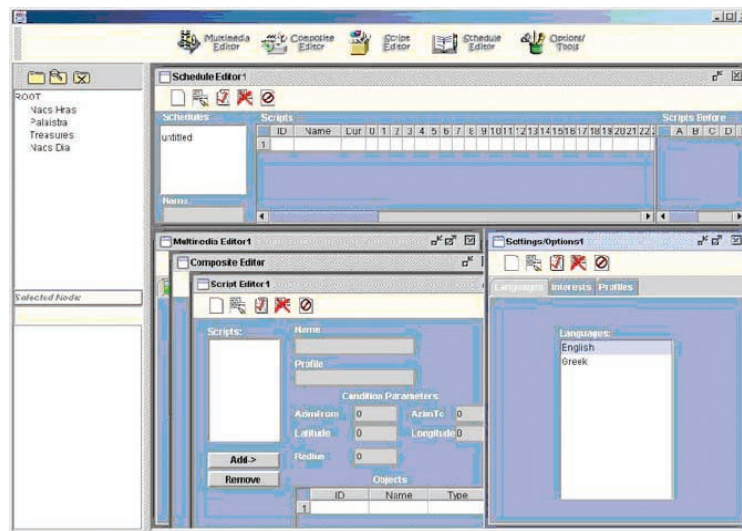 Multimedia Editor
Composite Editor
Script Editor
Schedule Editor
Options/ Tools
ROOT
Nacs Hras
Palaistra
Treasures
Nacs Dia
Selected Node:
Schedule Editor1
Schedules
untitled
Name
Scripts
ID Name Dur 0 1 2 3 4 5 6 7 8 9 10 11 12 13 14 15 16 17 18 19 20 21 22
1
Scripts Before
A B C D
1
Multimedia Editor1
Composite Editor
Script Editor1
Scripts:
Add->
Remove
Name
Profile
Condition Parameters
AzimFrom 0 AzimTo 0
Latitude 0 Longitude 0
Radius 0
Objects
ID Name Type
1
Settings/Options1
Languages Interests Profiles
Languages:
English
Greek